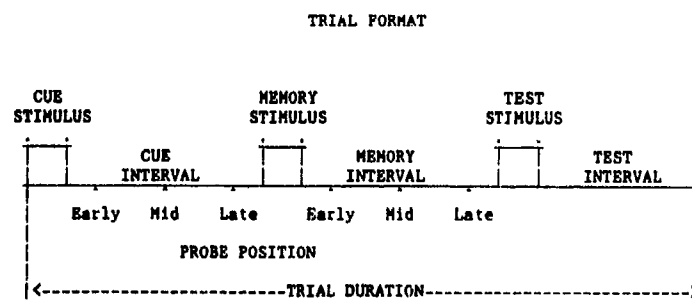 TRIAL FORMAT
CUE STIMULUS
MEMORY STIMULUS
TEST STIMULUS
CUE INTERVAL
MEMORY INTERVAL
TEST INTERVAL
Early Mid Late Early Mid Late
PROBE POSITION
TRIAL DURATION